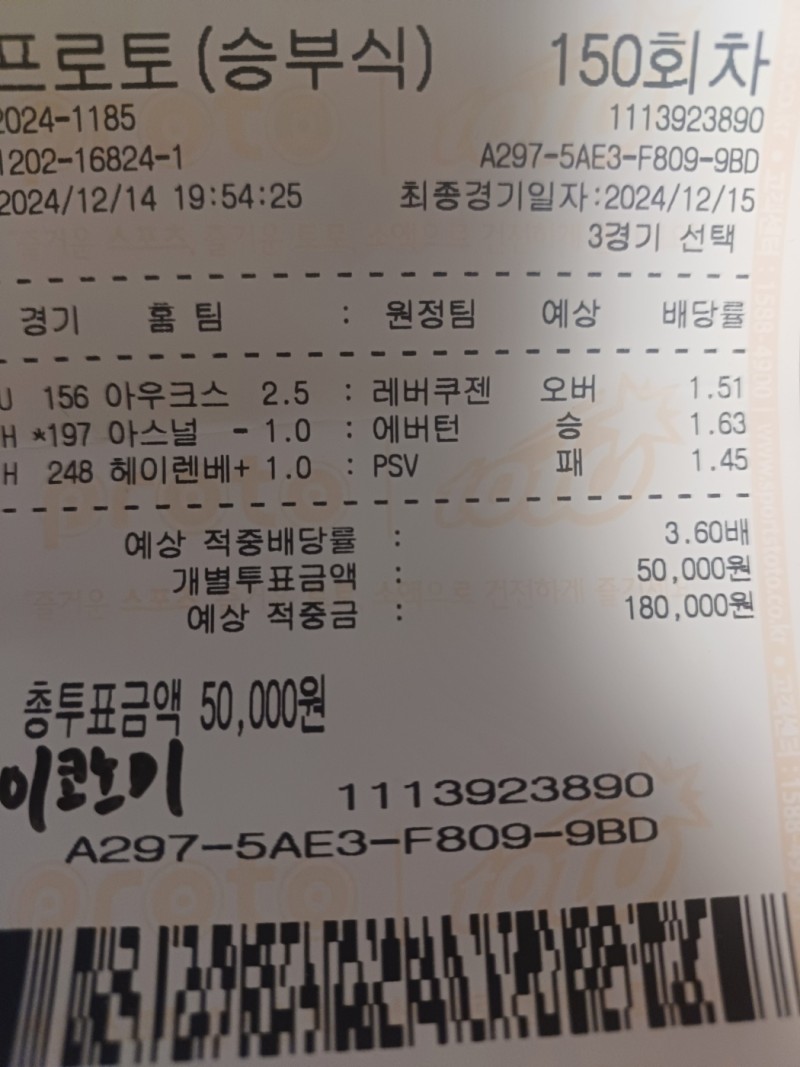 프로토(승부식) 150회차
2024-1185 1113923890
1202-16824-1 A297-5AE3-F809-9BD
2024/12/14 19:54:25 최종경기일자:2024/12/15
3경기 선택
경기 홈 팀 : 원정팀 예상 배당률
U 156 아우크스 2.5 : 레버쿠젠 오버 1.51
H *197 아스널 - 1.0 : 에버턴 승 1.63
H 248 헤이렌베+ 1.0 : PSV 패 1.45
예상 적중배당률 : 3.60배
개별투표금액 : 50,000원
예상 적중금 : 180,000원
총투표금액 50,000원
이코노기
1113923890
A297-5AE3-F809-9BD
proto